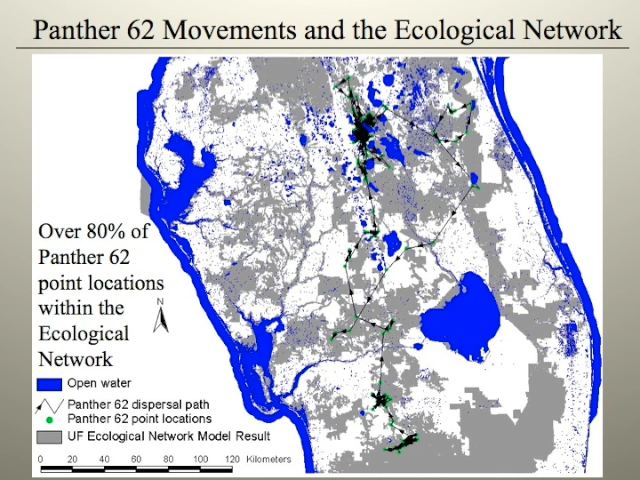 Panther 62 Movements and the Ecological Network
Over 80% of
Panther 62
point locations
within the
Ecological
Network
N
Open water
Panther 62 dispersal path
Panther 62 point locations
UF Ecological Network Model Result
0 20 40 60 80 100 120 Kilometers